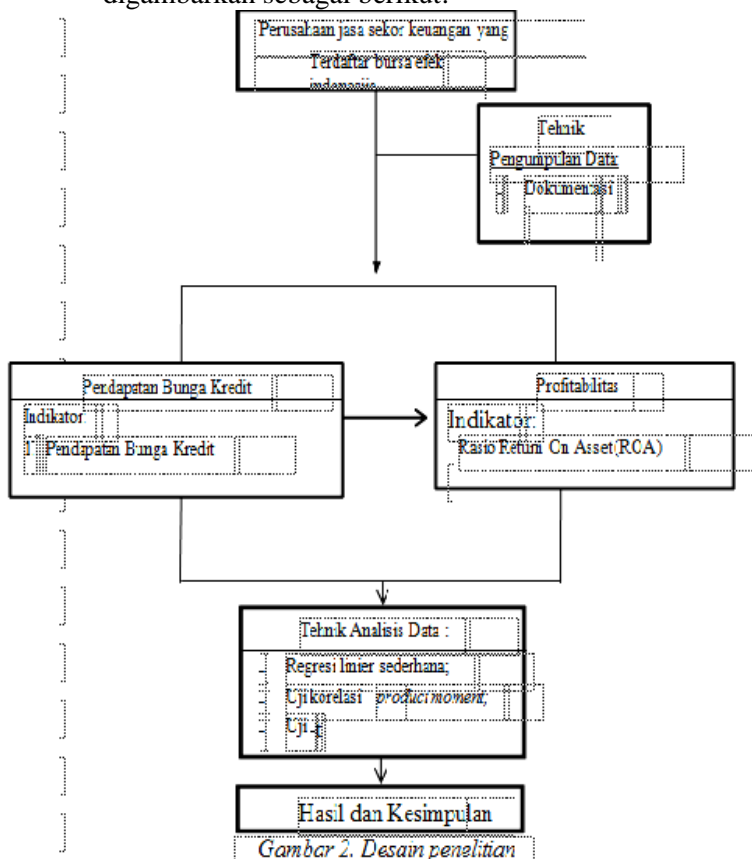 digambarkan sebagai berikut:
Perusahaan jasa sekor keuangan yang
Terdaftar bursa efek
indonesia
Tehnik
Pengumpulan Data:
- Dokumentasi
Pendapatan Bunga Kredit
Indikator:
1 Pendapatan Bunga Kredit
Profitabilitas
Indikator:
Rasio Return On Asset(ROA)
Tehnik Analisis Data :
- Regresi linier sederhana;
- Uji korelasi product moment;
- Uji -t
Hasil dan Kesimpulan
Gambar 2. Desain penelitian